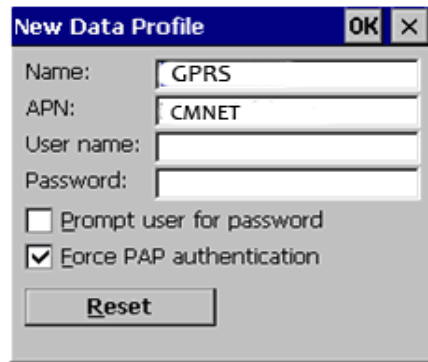 New Data Profile OK ×
Name: GPRS
APN: CMNET
User name:
Password:
Prompt user for password
Force PAP authentication
Reset